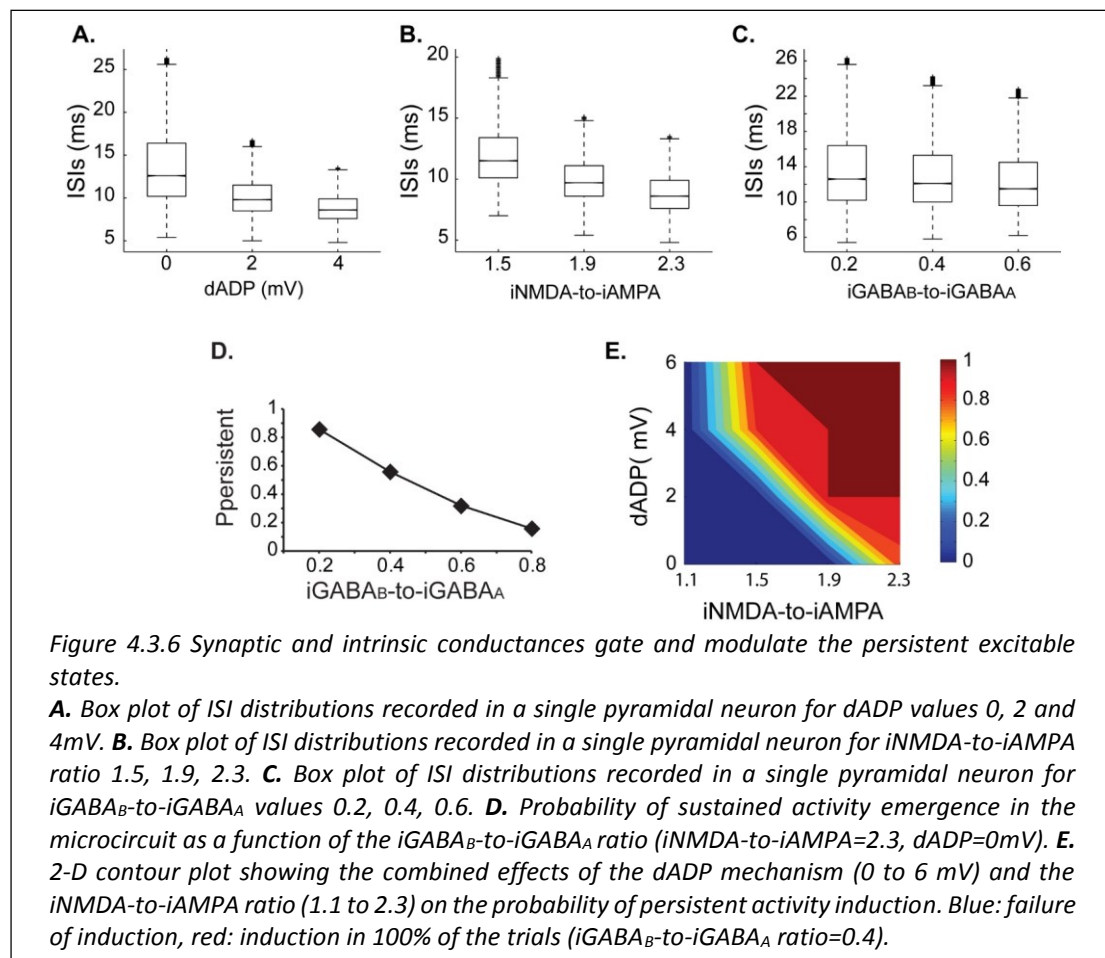 A.
B.
C.
25
20
15
10
5
ISIs (ms)
0 2 4
dADP (mV)
20
15
10
5
ISIs (ms)
1.5 1.9 2.3
iNMDA-to-iAMPA
26
22
18
14
10
6
ISIs (ms)
0.2 0.4 0.6
iGABAB-to-iGABAA
D.
E.
1
0.8
0.6
0.4
0.2
0
Ppersistent
0.2 0.4 0.6 0.8
iGABAB-to-iGABAA
6
4
2
0
dADP( mV)
1.1 1.5 1.9 2.3
iNMDA-to-iAMPA
1
0.8
0.6
0.4
0.2
0
Figure 4.3.6 Synaptic and intrinsic conductances gate and modulate the persistent excitable
states.
A. Box plot of ISI distributions recorded in a single pyramidal neuron for dADP values 0, 2 and
4mV. B. Box plot of ISI distributions recorded in a single pyramidal neuron for iNMDA-to-iAMPA
ratio 1.5, 1.9, 2.3. C. Box plot of ISI distributions recorded in a single pyramidal neuron for
iGABAB-to-iGABAA values 0.2, 0.4, 0.6. D. Probability of sustained activity emergence in the
microcircuit as a function of the iGABAB-to-iGABAA ratio (iNMDA-to-iAMPA=2.3, dADP=0mV). E.
2-D contour plot showing the combined effects of the dADP mechanism (0 to 6 mV) and the
iNMDA-to-iAMPA ratio (1.1 to 2.3) on the probability of persistent activity induction. Blue: failure
of induction, red: induction in 100% of the trials (iGABAB-to-iGABAA ratio=0.4).